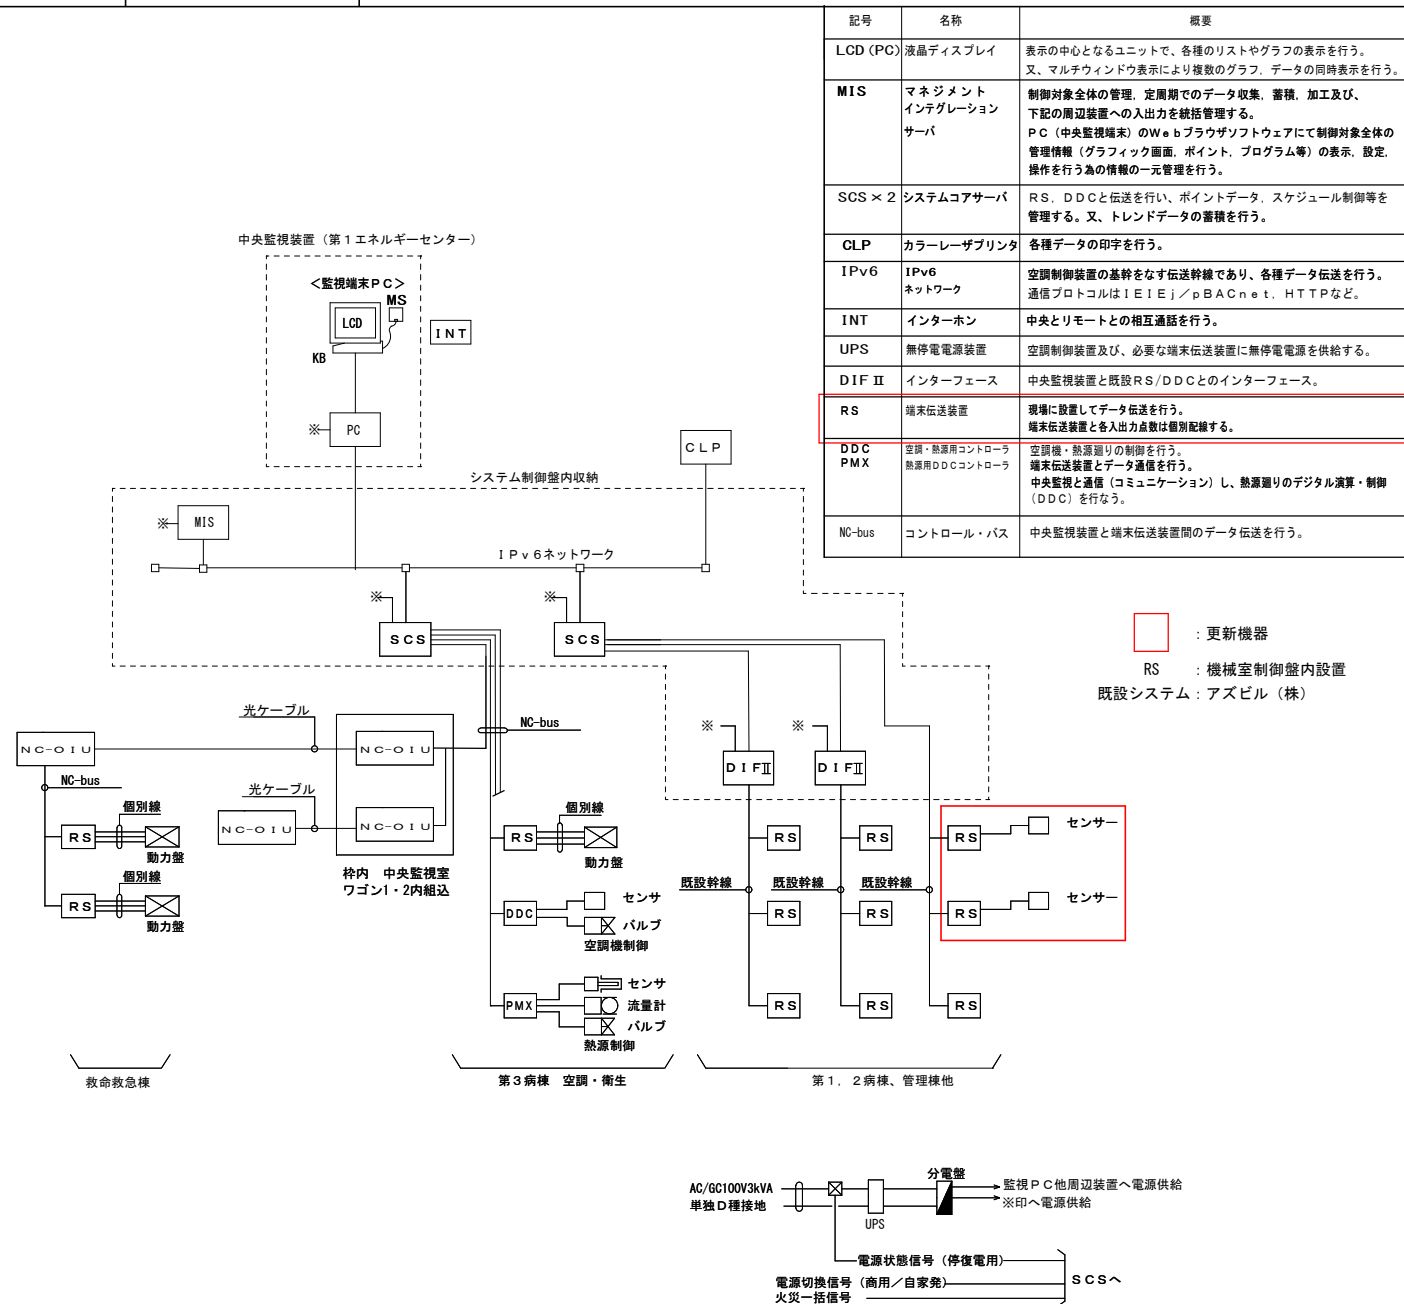 記号 名称 概要
LCD(PC) 液晶ディスプレイ 表示の中心となるユニットで、各種のリストやグラフの表示を行う。
又、マルチウィンドウ表示により複数のグラフ，データの同時表示を行う。
MIS マネジメント インテグレーション サーバ
制御対象全体の管理，定周期でのデータ収集，蓄積，加工及び、
下記の周辺装置への入出力を統括管理する。
ＰＣ（中央監視端末）のＷｅｂブラウザソフトウェアにて制御対象全体の
管理情報（グラフィック画面，ポイント，プログラム等）の表示，設定，
操作を行う為の情報の一元管理を行う。
SCS×2 システムコアサーバ ＲＳ，ＤＤＣと伝送を行い、ポイントデータ，スケジュール制御等を
管理する。又、トレンドデータの蓄積を行う。
CLP カラーレーザプリンタ 各種データの印字を行う。
IPv6 IPv6 ネットワーク 空調制御装置の基幹をなす伝送幹線であり、各種データ伝送を行う。
通信プロトコルはＩＥＩＥｊ／ｐＢＡＣｎｅｔ，ＨＴＴＰなど。
INT インターホン 中央とリモートとの相互通話を行う。
UPS 無停電電源装置 空調制御装置及び、必要な端末伝送装置に無停電電源を供給する。
DIFⅡ インターフェース 中央監視装置と既設ＲＳ/ＤＤＣとのインターフェース。
RS 端末伝送装置 現場に設置してデータ伝送を行う。
端末伝送装置と各入出力点数は個別配線する。
DDC 空調・熱源用コントローラ 空調機・熱源廻りの制御を行う。
PMX 熱源用ＤＤＣコントローラ 端末伝送装置とデータ通信を行う。
中央監視と通信（コミュニケーション）し、熱源廻りのデジタル演算・制御
（ＤＤＣ）を行なう。
NC-bus コントロール・バス 中央監視装置と端末伝送装置間のデータ伝送を行う。
：更新機器
RS ：機械室制御盤内設置
既設システム：アズビル（株）
中央監視装置（第１エネルギーセンター）
＜監視端末ＰＣ＞
MS
LCD
KB
INT
※ PC
CLP
システム制御盤内収納
※ MIS
ＩＰｖ６ネットワーク
※ ※
SCS SCS
光ケーブル
NC-bus
※ ※
NC-OIU NC-OIU
DIFⅡ DIFⅡ
NC-bus
光ケーブル
NC-OIU NC-OIU
個別線
RS 動力盤
個別線
RS 動力盤
枠内 中央監視室
ワゴン1・2内組込
個別線
RS 動力盤
DDC センサ
バルブ
空調機制御
PMX センサ
流量計
バルブ
熱源制御
RS RS RS センサー
既設幹線 既設幹線 既設幹線
RS RS RS センサー
RS RS RS
救命救急棟
第３病棟 空調・衛生
第１，２病棟、管理棟他
AC/GC100V3kVA
単独Ｄ種接地
UPS
分電盤
監視ＰＣ他周辺装置へ電源供給
※印へ電源供給
電源状態信号（停復電用）
電源切換信号（商用／自家発）
火災一括信号
SCSへ